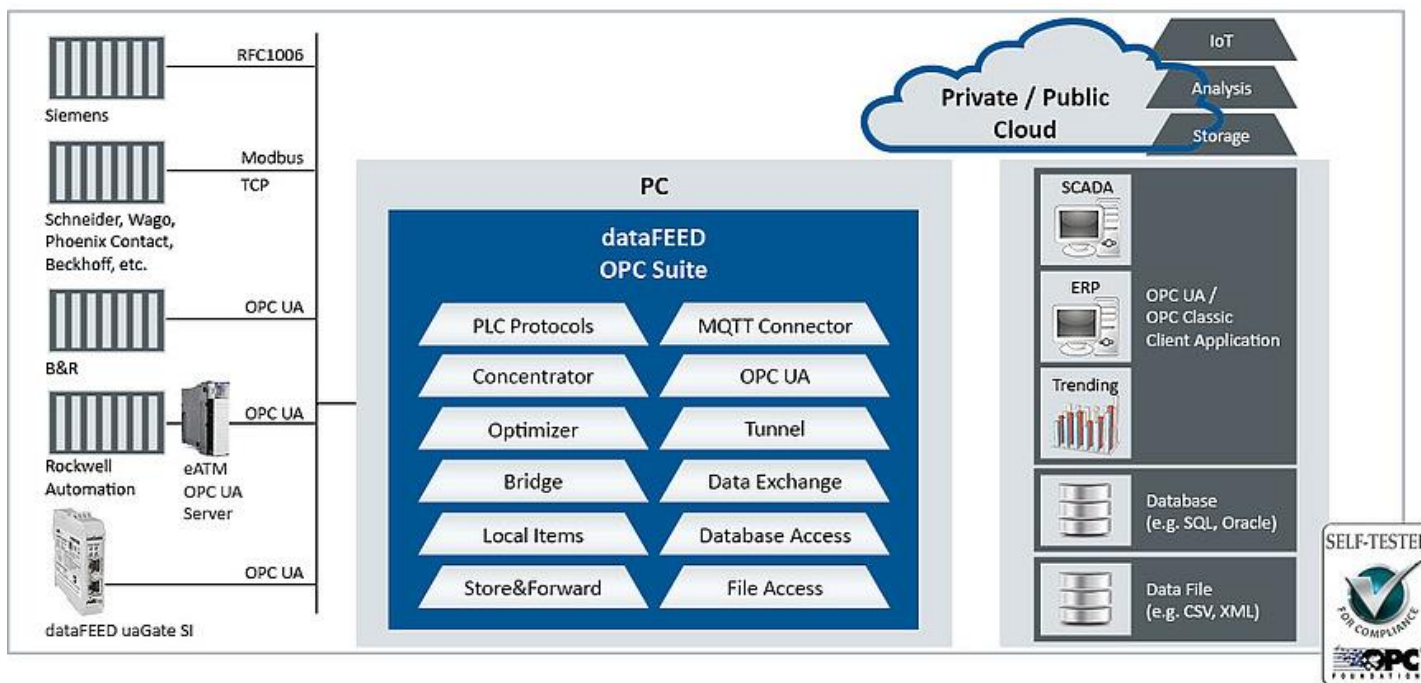 RFC1006
Siemens
Modbus
TCP
Schneider, Wago,
Phoenix Contact,
Beckhoff, etc.
OPC UA
B&R
OPC UA
Rockwell
Automation
eATM
OPC UA
Server
OPC UA
dataFEED uaGate SI
PC
dataFEED
OPC Suite
PLC Protocols
MQTT Connector
Concentrator
OPC UA
Optimizer
Tunnel
Bridge
Data Exchange
Local Items
Database Access
Store&Forward
File Access
Private / Public
Cloud
IoT
Analysis
Storage
SCADA
ERP
Trending
OPC UA /
OPC Classic
Client Application
Database
(e.g. SQL, Oracle)
Data File
(e.g. CSV, XML)
SELF-TESTED
FOR COMPLIANCE
OPC
FOUNDATION